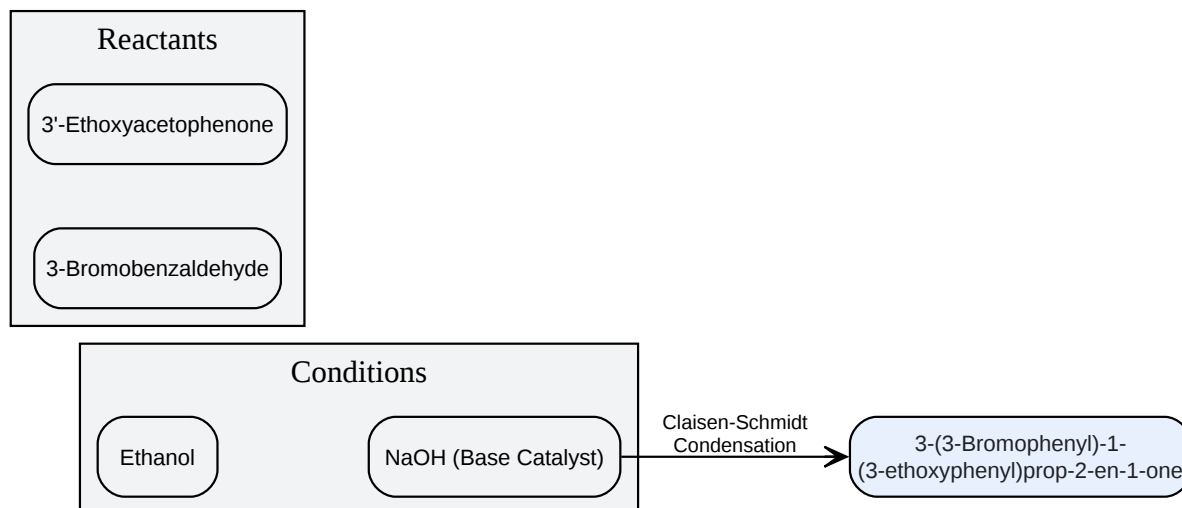 Reactants
3'-Ethoxyacetophenone
3-Bromobenzaldehyde
Conditions
Ethanol
NaOH (Base Catalyst)
Claisen-Schmidt
Condensation
3-(3-Bromophenyl)-1-
(3-ethoxyphenyl)prop-2-en-1-one